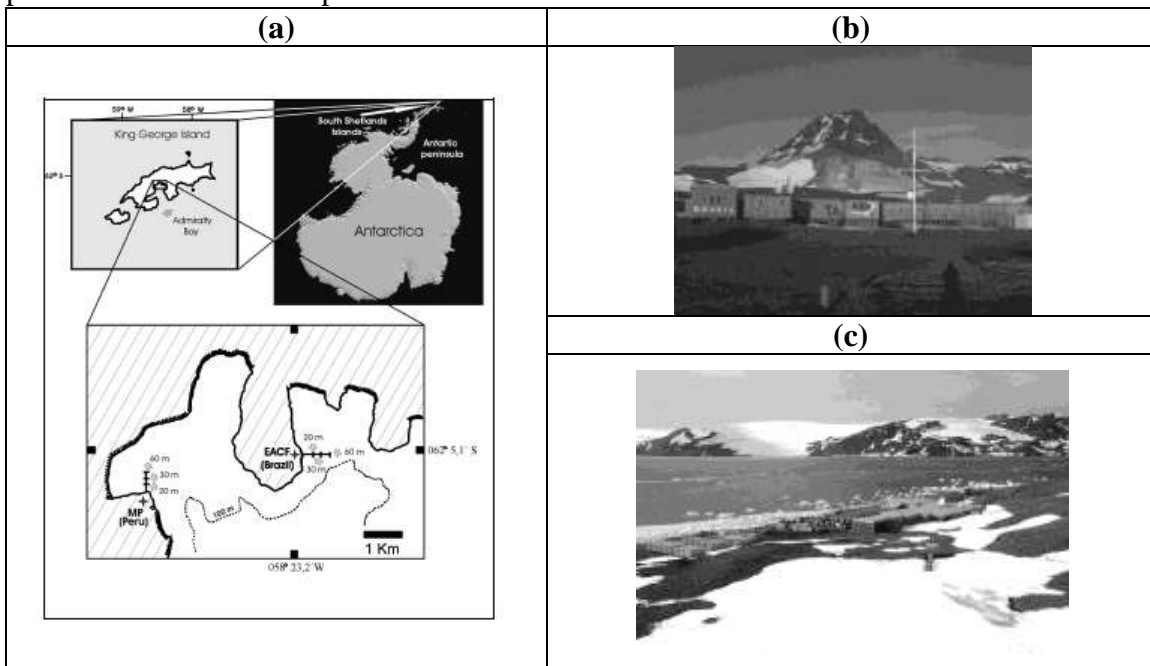 (a)
(b)
59° W
58° W
King George Island
62° S
Admiralty
Bay
South Shetlands
Islands
Antartic
peninsula
Antarctica
EACF
(Brazil)
20 m
30 m
60 m
062° 5,1' S
60 m
30 m
20 m
MP
(Peru)
100 m
1 Km
058° 23,2' W
(c)